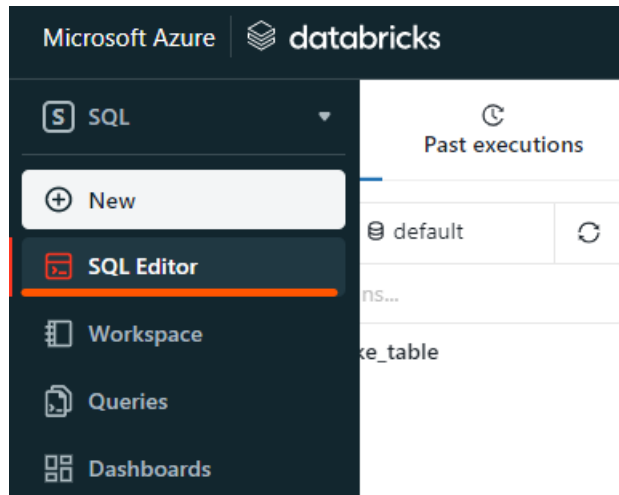 Microsoft Azure databricks
S SQL
Past executions
New
default
SQL Editor
ns...
Workspace
ke_table
Queries
Dashboards